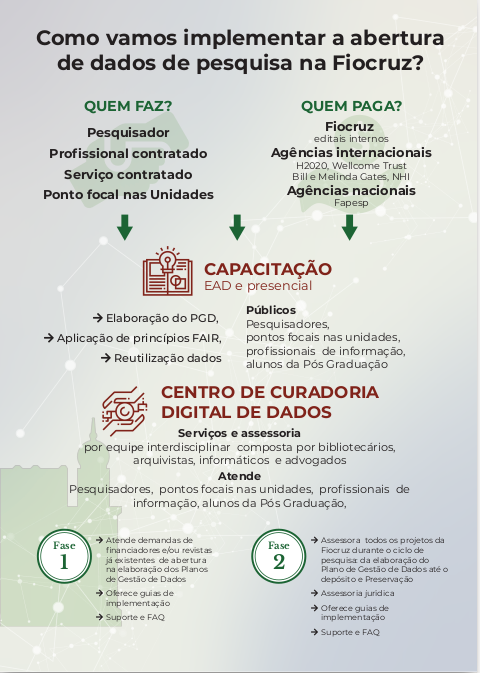 Como vamos implementar a abertura
de dados de pesquisa na Fiocruz?
QUEM FAZ?
Pesquisador
Profissional contratado
Serviço contratado
Ponto focal nas Unidades
QUEM PAGA?
Fiocruz
editais internos
Agências internacionais
H2020, Wellcome Trust
Bill e Melinda Gates, NHI
Agências nacionais
Fapesp
CAPACITAÇÃO
EAD e presencial
→ Elaboração do PGD,
→ Aplicação de princípios FAIR,
→ Reutilização dados
Públicos
Pesquisadores,
pontos focais nas unidades,
profissionais de informação,
alunos da Pós Graduação
CENTRO DE CURADORIA
DIGITAL DE DADOS
Serviços e assessoria
por equipe interdisciplinar composta por bibliotecários,
arquivistas, informáticos e advogados
Atende
Pesquisadores, pontos focais nas unidades, profissionais de
informação, alunos da Pós Graduação,
Fase
1
→ Atende demandas de
financiadores e/ou revistas
já existentes de abertura
na elaboração dos Planos
de Gestão de Dados
→ Oferece guias de
implementação
→ Suporte e FAQ
Fase
2
→ Assessora todos os projetos da
Fiocruz durante o ciclo de
pesquisa: da elaboração do
Plano de Gestão de Dados até o
depósito e Preservação
→ Assessoria jurídica
→ Oferece guias de
implementação
→ Suporte e FAQ